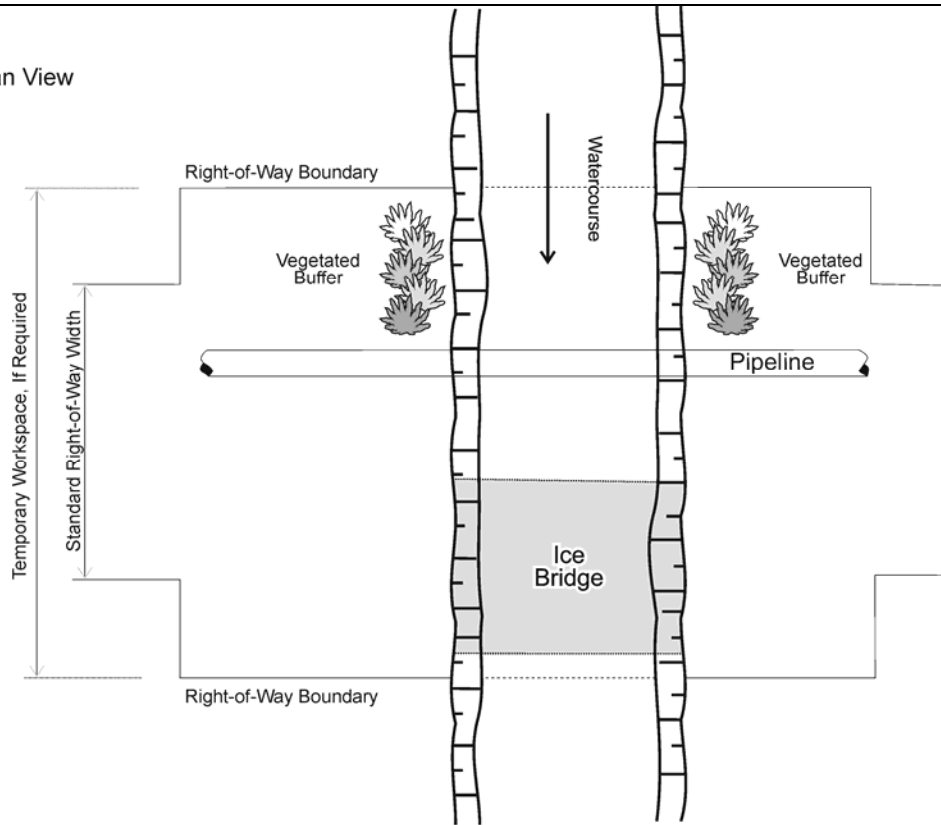 View
Right-of-Way Boundary
Watercourse
Vegetated
Buffer
Vegetated
Buffer
Pipeline
Temporary Workspace, If Required
Standard Right-of-Way Width
Ice
Bridge
Right-of-Way Boundary